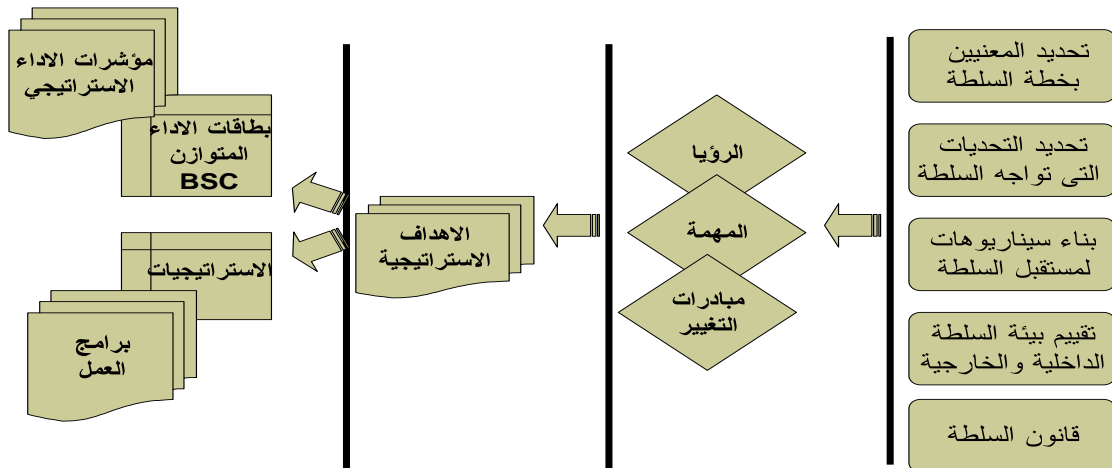 تحديد المعنيين
بخطة السلطة
تحديد التحديات
التى تواجه السلطة
بناء سيناريوهات
لمستقبل السلطة
تقييم بيئة السلطة
الداخلية والخارجية
قانون السلطة
الرؤيا
المهمة
مبادرات
التغيير
الاهداف
الاستراتيجية
مؤشرات الاداء
الاستراتيجي
بطاقات الاداء
المتوازن
BSC
الاستراتيجيات
برامج
العمل